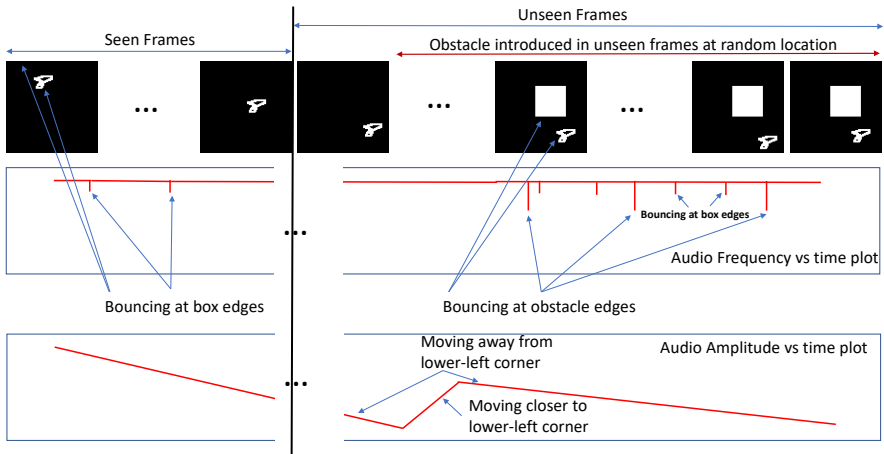 Unseen Frames
Seen Frames
Obstacle introduced in unseen frames at random location
...
...
...
Bouncing at box edges
...
Audio Frequency vs time plot
Bouncing at box edges
Bouncing at obstacle edges
Moving away from
lower-left corner
Audio Amplitude vs time plot
...
Moving closer to
lower-left corner